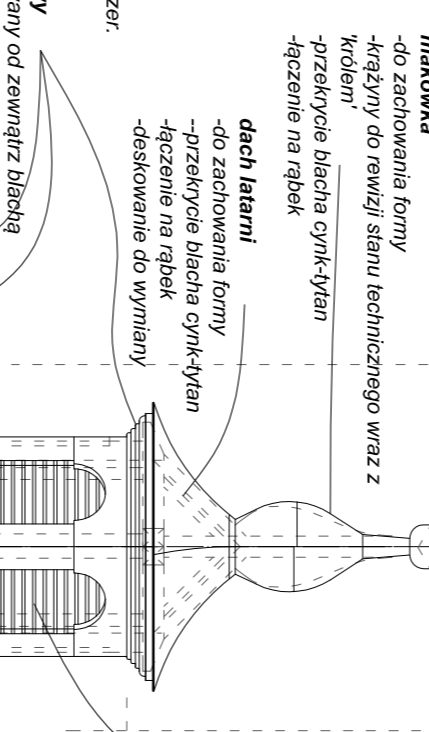 makówka
-do zachowania formy
-krążyny do rewizji stanu technicznego wraz z
'królem'
-przekrycie blacha cynk-tytan
-łączenie na rąbek
dach latarni
-do zachowania formy
--przekrycie blacha cynk-tytan
-łączenie na rąbek
-deskowanie do wymiany
zer.
od zewnątrz blachą